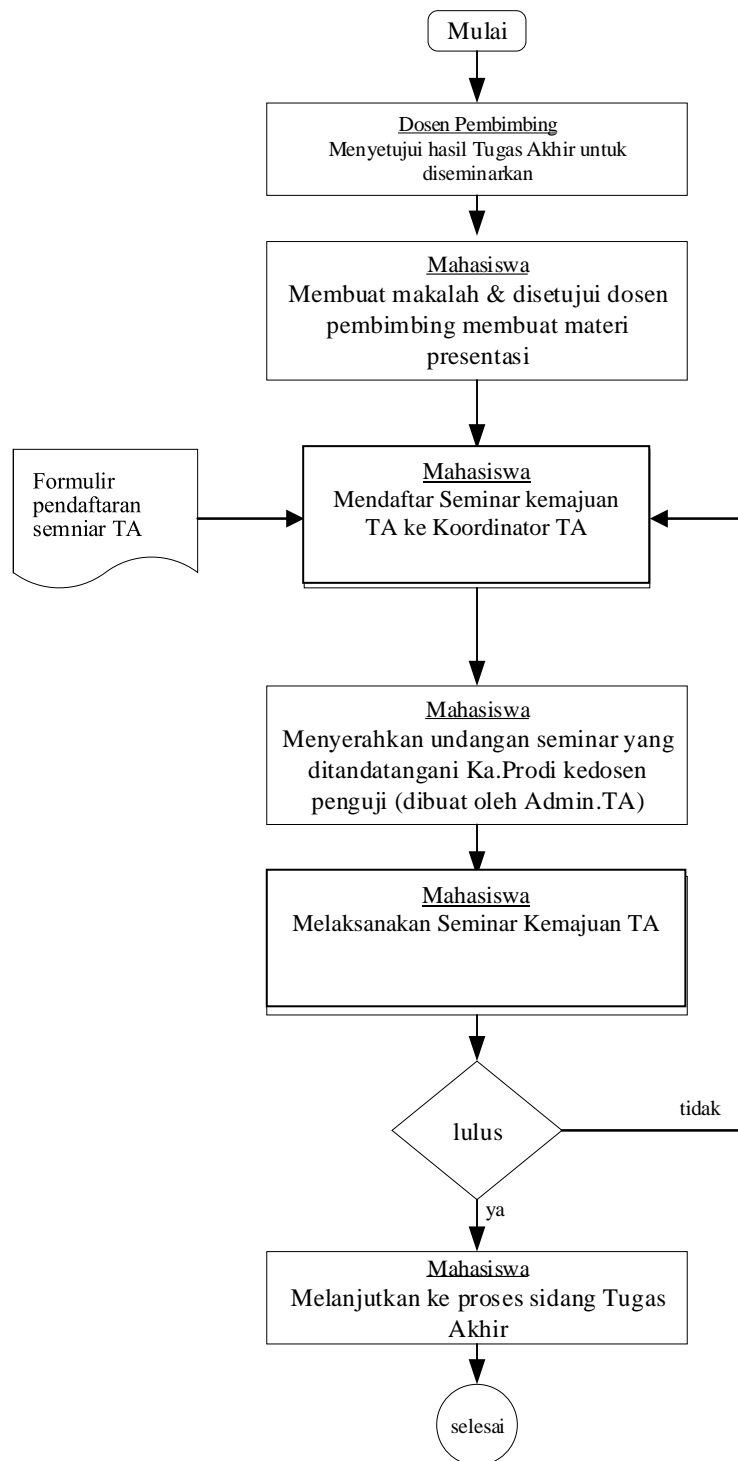 Mulai
Dosen Pembimbing
Menyetujui hasil Tugas Akhir untuk
diseminarkan
Mahasiswa
Membuat makalah & disetujui dosen
pembimbing membuat materi
presentasi
Formulir
pendaftaran
semniar TA
Mahasiswa
Mendaftar Seminar kemajuan
TA ke Koordinator TA
Mahasiswa
Menyerahkan undangan seminar yang
ditandatangani Ka.Prodi kedosen
penguji (dibuat oleh Admin.TA)
Mahasiswa
Melaksanakan Seminar Kemajuan TA
lulus
tidak
ya
Mahasiswa
Melanjutkan ke proses sidang Tugas
Akhir
selesai